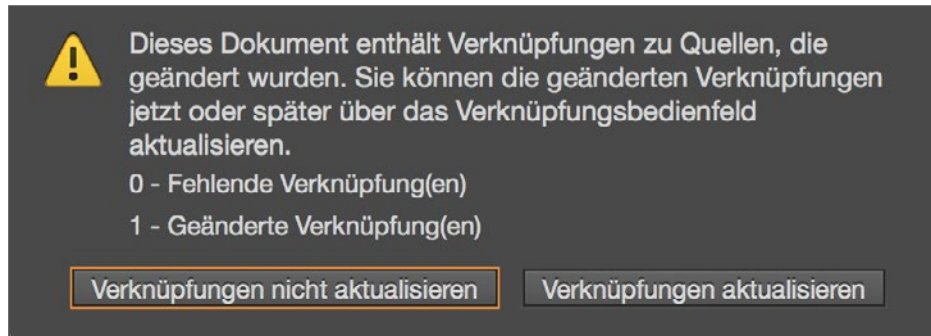 Dieses Dokument enthält Verknüpfungen zu Quellen, die
geändert wurden. Sie können die geänderten Verknüpfungen
jetzt oder später über das Verknüpfungsbedienfeld
aktualisieren.
0 - Fehlende Verknüpfung(en)
1 - Geänderte Verknüpfung(en)
Verknüpfungen nicht aktualisieren Verknüpfungen aktualisieren